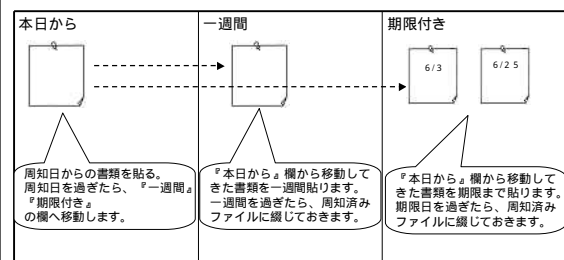 本日から
一週間
期限付き
6/3
6/25
周知日からの書類を貼る。
周知日を過ぎたら、『一週間』
『期限付き』
の欄へ移動します。
『本日から』欄から移動して
きた書類を一週間貼ります。
一週間を過ぎたら、周知済み
ファイルに綴じておきます。
『本日から』欄から移動して
きた書類を期限まで貼ります。
期限日を過ぎたら、周知済み
ファイルに綴じておきます。